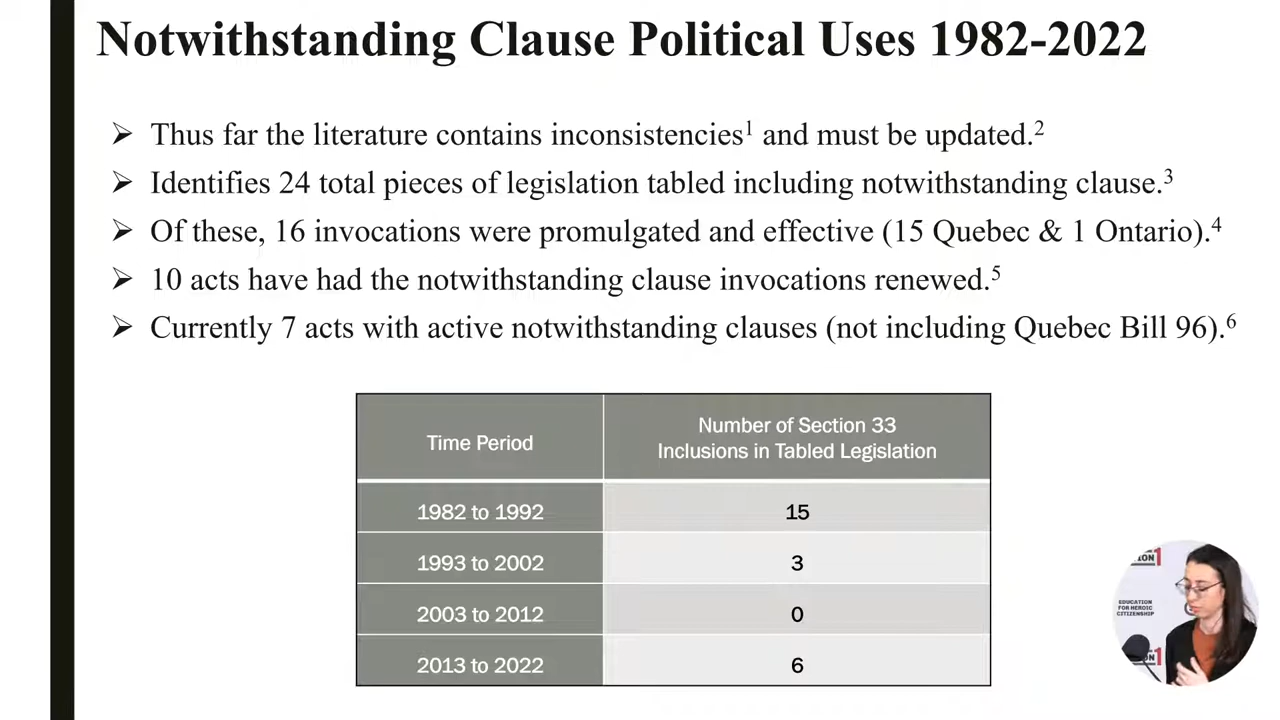 Notwithstanding Clause Political Uses 1982-2022
➢ Thus far the literature contains inconsistencies¹ and must be updated.²
➢ Identifies 24 total pieces of legislation tabled including notwithstanding clause.³
➢ Of these, 16 invocations were promulgated and effective (15 Quebec & 1 Ontario).⁴
➢ 10 acts have had the notwithstanding clause invocations renewed.⁵
➢ Currently 7 acts with active notwithstanding clauses (not including Quebec Bill 96).⁶
Time Period
Number of Section 33
Inclusions in Tabled Legislation
1982 to 1992 15
1993 to 2002 3
2003 to 2012 0
2013 to 2022 6
EDUCATION
FOR HEROIC
CITIZENSHIP